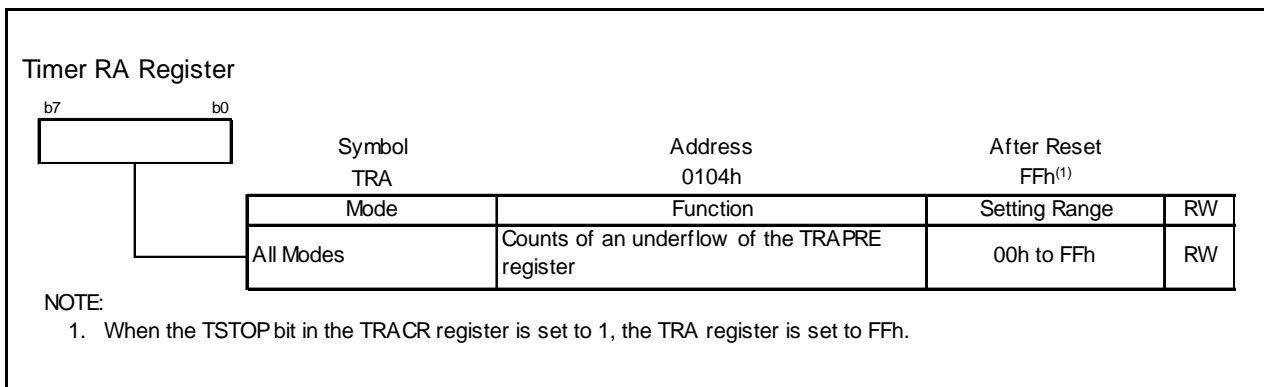 Timer RA Register
b7 b0
Symbol Address After Reset
TRA 0104h FFh(1)
Mode Function Setting Range RW
All Modes Counts of an underflow of the TRAPRE register 00h to FFh RW
NOTE:
1. When the TSTOP bit in the TRACR register is set to 1, the TRA register is set to FFh.